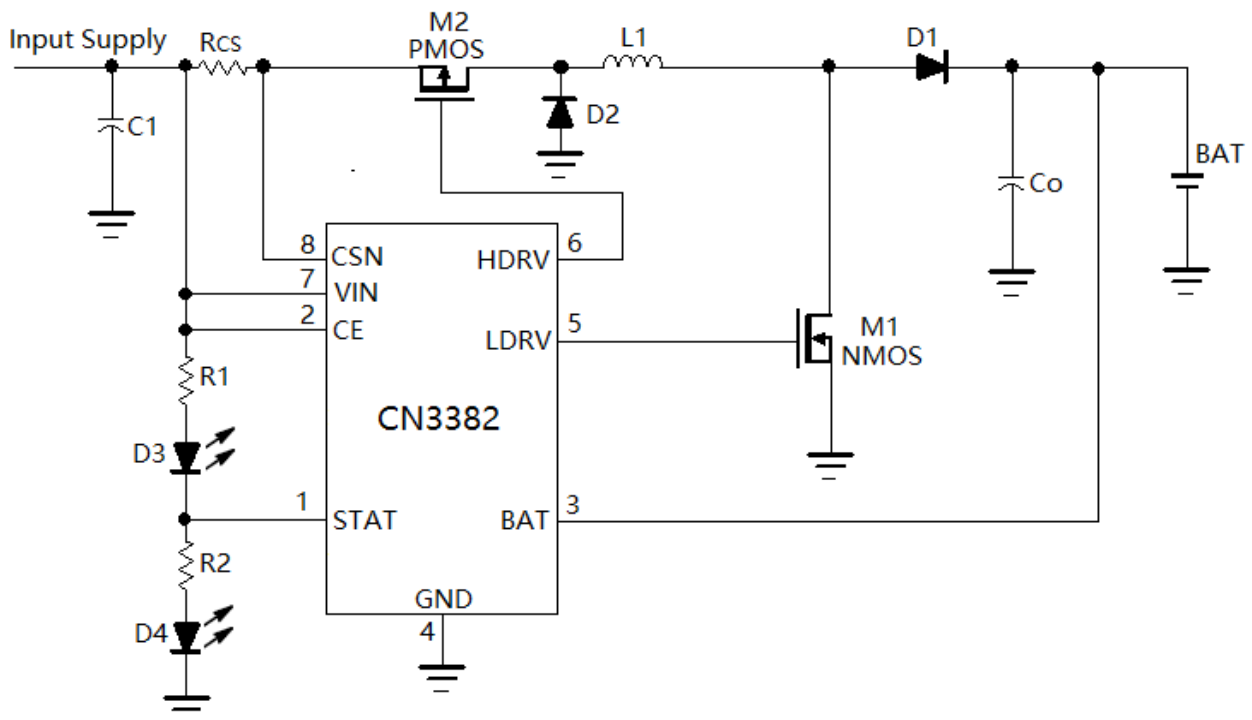 M2
L1
D1
Input Supply
RCS
PMOS
C1
D2
BAT
Co
8
CSN
HDRV
6
7
VIN
2
CE
LDRV
5
M1
NMOS
R1
CN3382
D3
1
STAT
BAT
3
R2
GND
D4
4